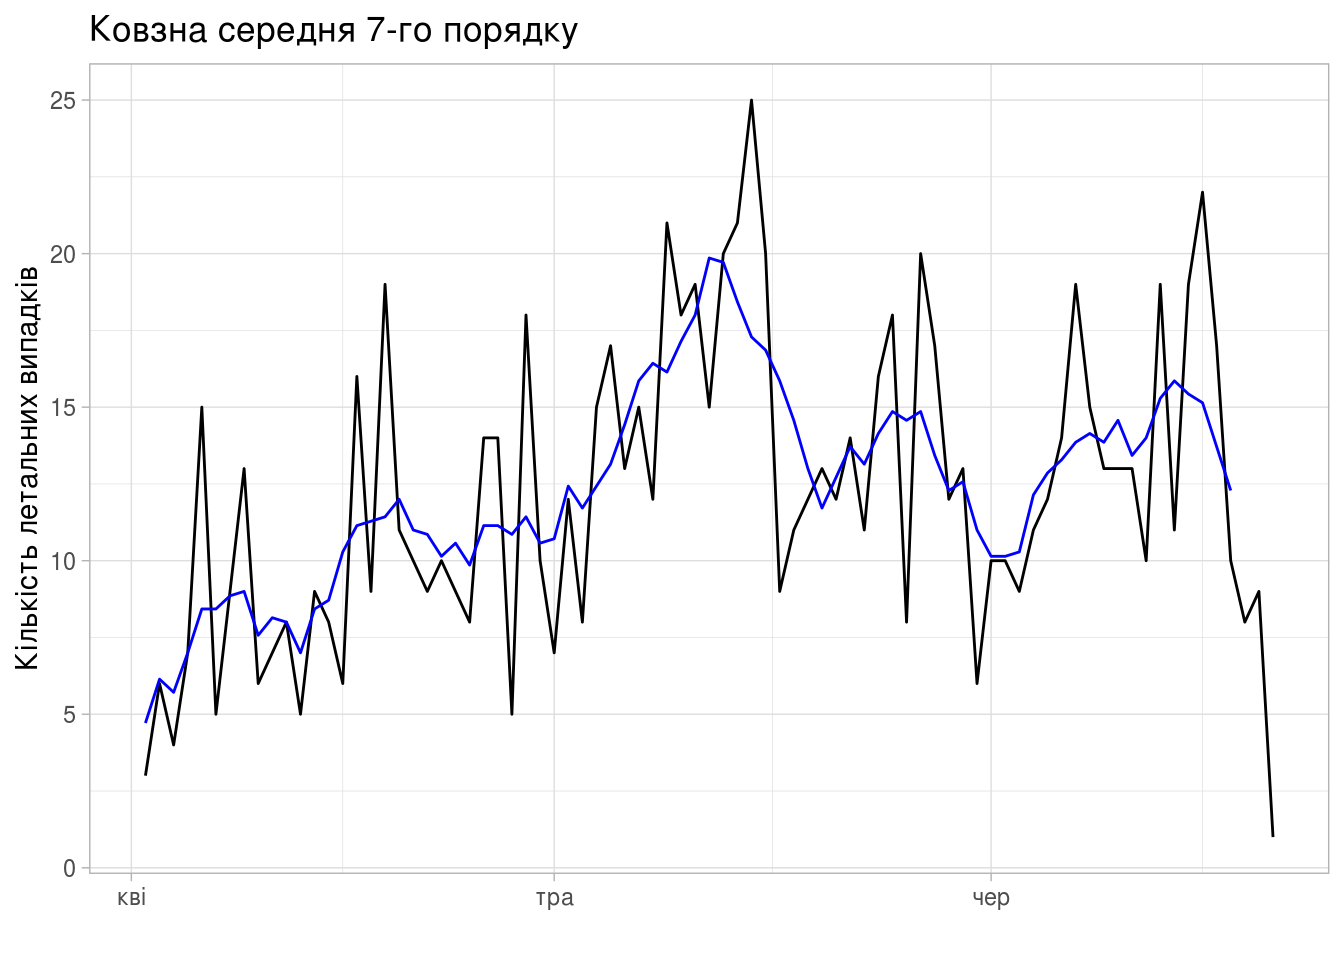 Ковзна середня 7-го порядку
Кількість летальних випадків
25
20
15
10
5
0
кві
тра
чер